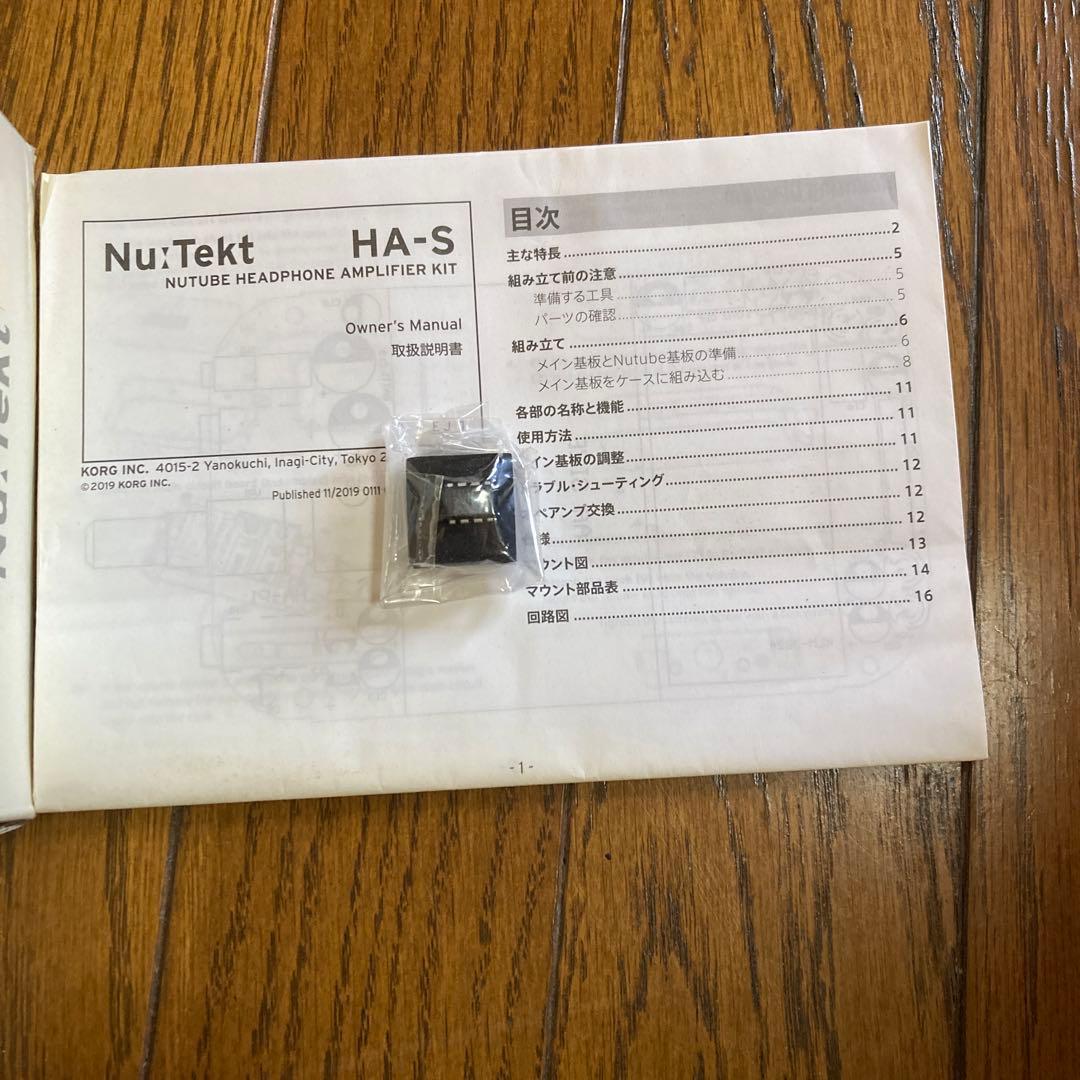 Nu:Tekt HA-S
NUTUBE HEADPHONE AMPLIFIER KIT
Owner's Manual
取扱説明書
KORG INC. 4015-2 Yanokuchi, Inagi-City, Tokyo 2
©2019 KORG INC.
Published 11/2019 0111
目次
主な特長 2
組み立て前の注意 5
準備する工具 5
パーツの確認 5
組み立て 6
メイン基板とNutube基板の準備 6
メイン基板をケースに組み込む 8
各部の名称と機能 11
使用方法 11
イン基板の調整 11
ラブル・シューティング 12
ペアンプ交換 12
様 12
ウント図 13
マウント部品表 14
回路図 16
-1-